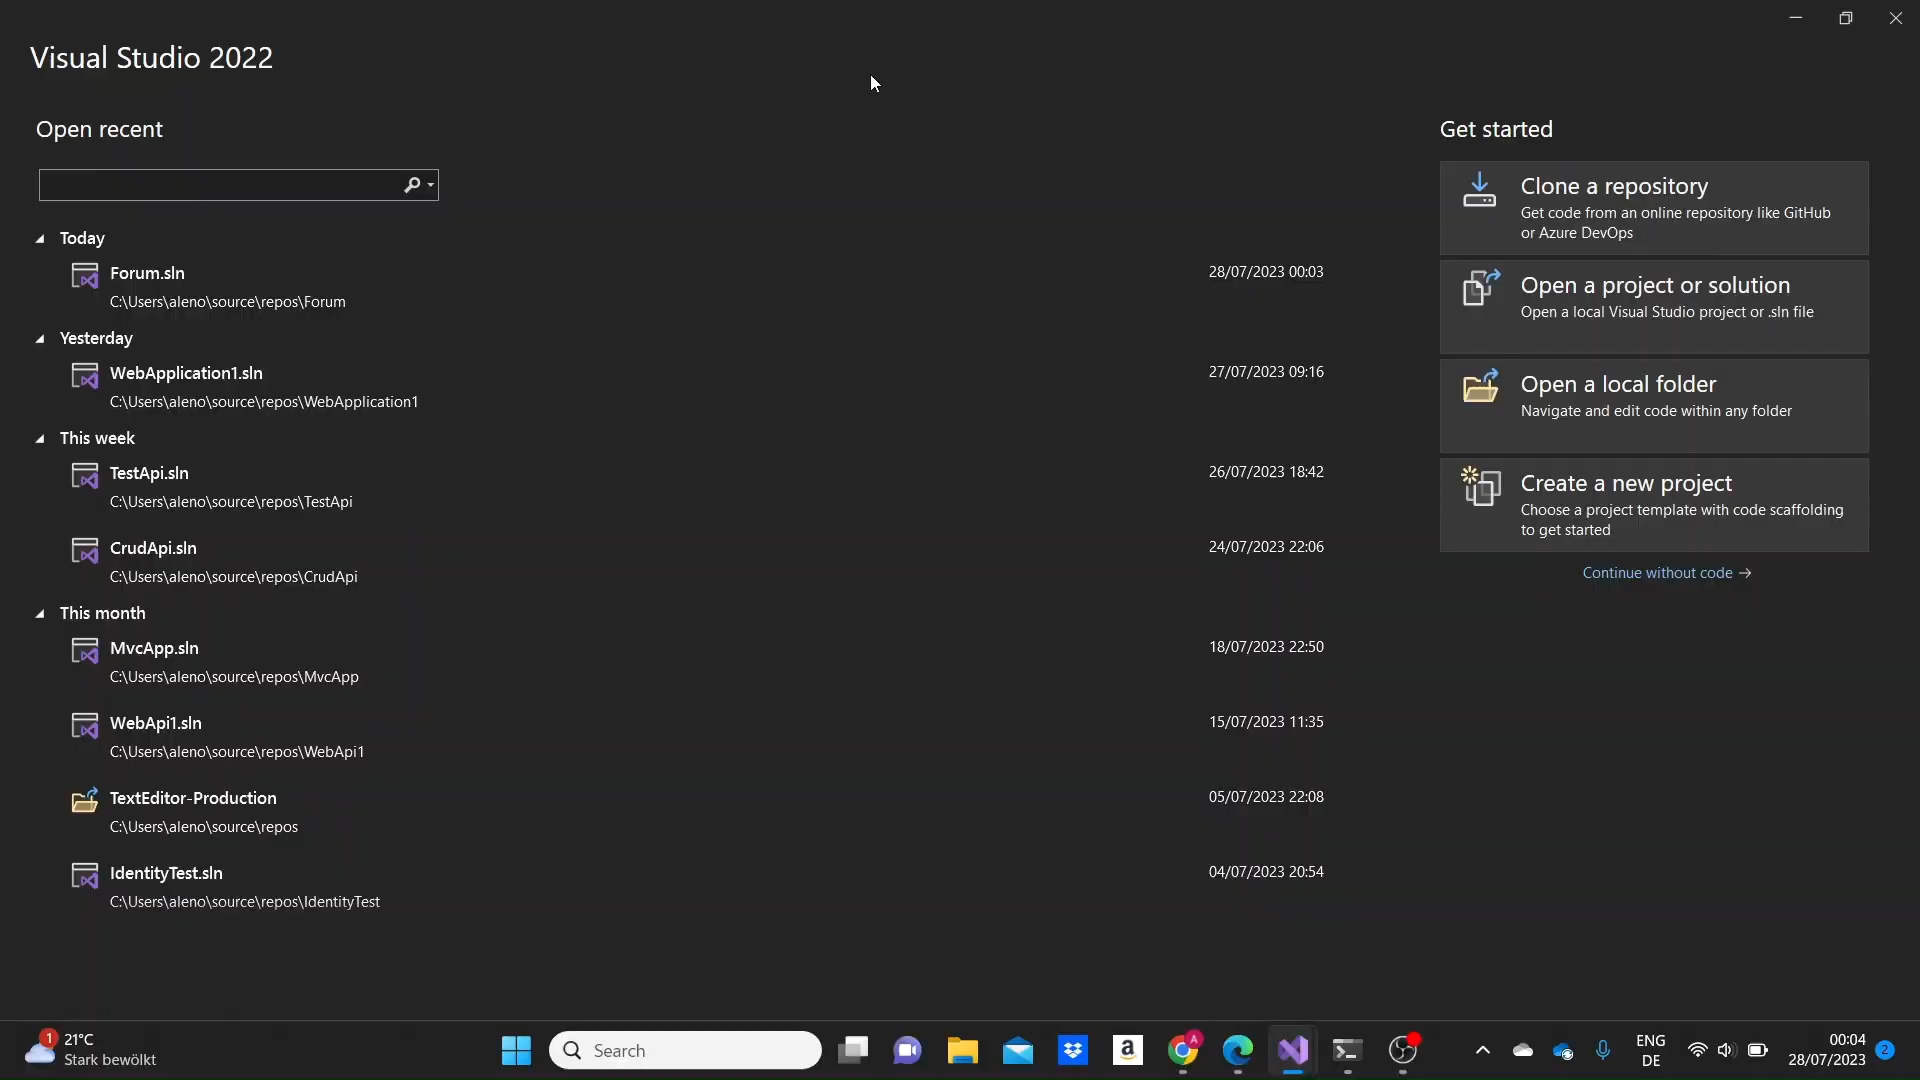 Visual Studio 2022
Open recent
Today
Forum.sln
28/07/2023 00:03
C:\Users\aleno\source\repos\Forum
Yesterday
WebApplication1.sln
27/07/2023 09:16
C:\Users\aleno\source\repos\WebApplication1
This week
TestApi.sln
26/07/2023 18:42
C:\Users\aleno\source\repos\TestApi
CrudApi.sln
24/07/2023 22:06
C:\Users\aleno\source\repos\CrudApi
This month
MvcApp.sln
18/07/2023 22:50
C:\Users\aleno\source\repos\MvcApp
WebApi1.sln
15/07/2023 11:35
C:\Users\aleno\source\repos\WebApi1
TextEditor-Production
05/07/2023 22:08
C:\Users\aleno\source\repos
IdentityTest.sln
04/07/2023 20:54
C:\Users\aleno\source\repos\IdentityTest
Get started
Clone a repository
Get code from an online repository like GitHub
or Azure DevOps
Open a project or solution
Open a local Visual Studio project or .sln file
Open a local folder
Navigate and edit code within any folder
Create a new project
Choose a project template with code scaffolding
to get started
Continue without code →
1
21°C
Stark bewölkt
Search
a
A
ENG
DE
00:04
28/07/2023
2